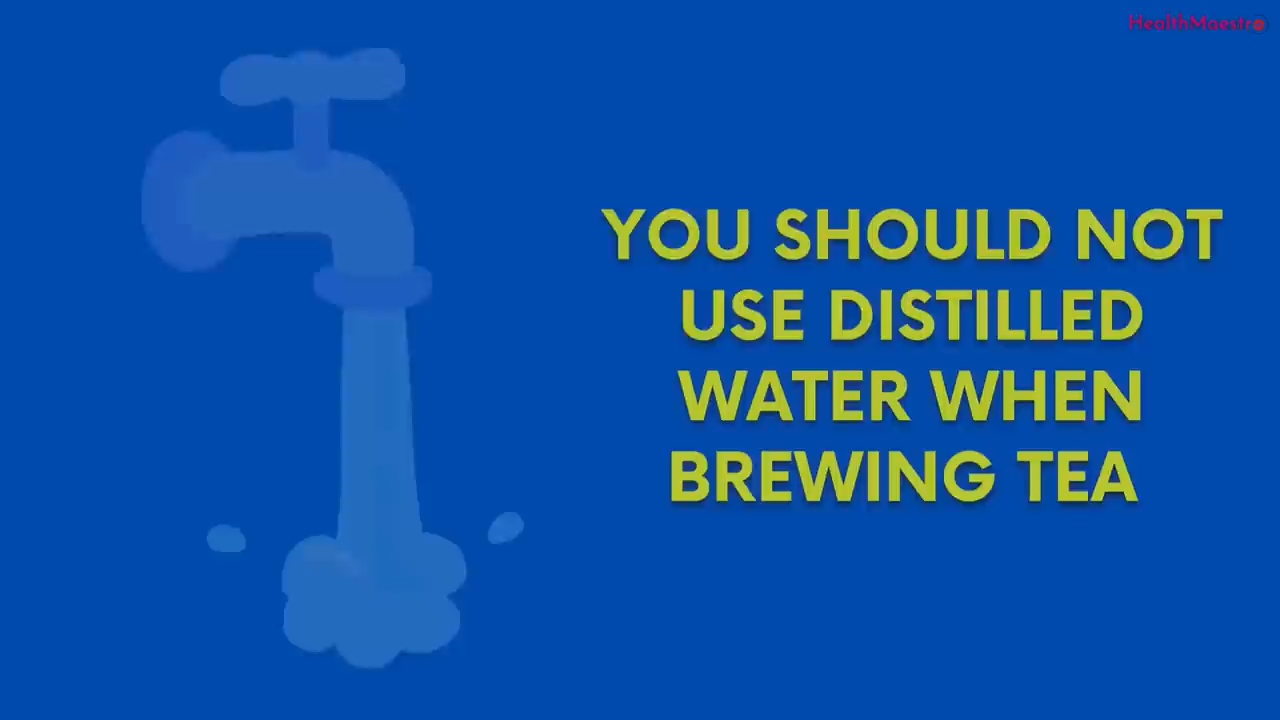 HealthMaestro
YOU SHOULD NOT
USE DISTILLED
WATER WHEN
BREWING TEA